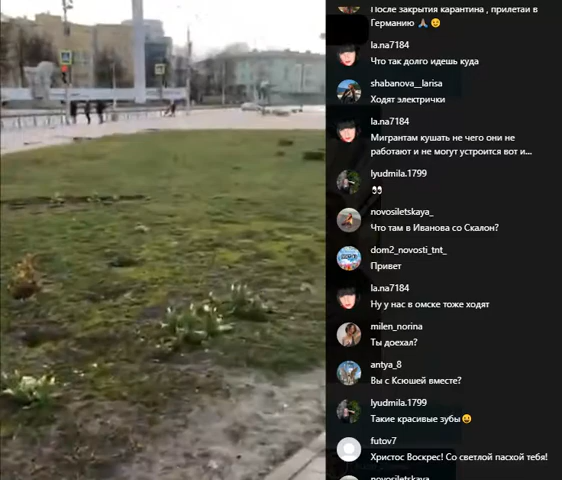 После закрытия карантина , прилетай в
Германию 🙏 😉
la.na7184
Что так долго идешь куда
shabanova__larisa
Ходят электрички
la.na7184
Мигрантам кушать не чего они не
работают и не могут устроится вот и...
lyudmila.1799
👀
novosiletskaya_
Что там в Иванова со Скалон?
dom2_novosti_tnt_
Привет
la.na7184
Ну у нас в омске тоже ходят
milen_norina
Ты доехал?
antya_8
Вы с Ксюшей вместе?
lyudmila.1799
Такие красивые зубы😉
futov7
Христос Воскрес! Со светлой пасхой тебя!
novosiletskaya_